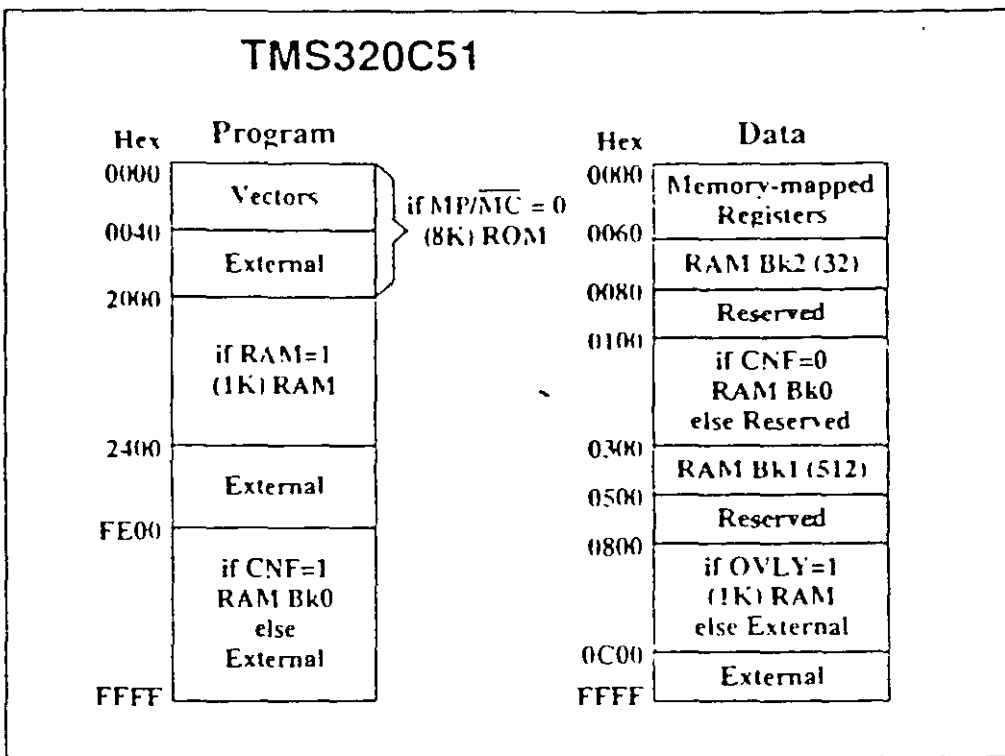 TMS320C51
Hex Program
0000
Vectors
0040
External
2000
if MP/M̅C̅ = 0
(8K) ROM
if RAM=1
(1K) RAM
2400
External
FE00
if CNF=1
RAM Bk0
else
External
FFFF
Hex Data
0000
Memory-mapped
Registers
0060
RAM Bk2 (32)
0080
Reserved
0100
if CNF=0
RAM Bk0
else Reserved
0300
RAM Bk1 (512)
0500
Reserved
0800
if OVLY=1
(1K) RAM
else External
0C00
External
FFFF